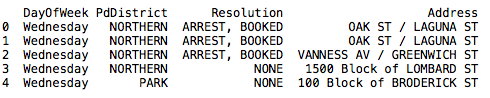 DayOfWeek PdDistrict Resolution Address
0 Wednesday NORTHERN ARREST, BOOKED OAK ST / LAGUNA ST
1 Wednesday NORTHERN ARREST, BOOKED OAK ST / LAGUNA ST
2 Wednesday NORTHERN ARREST, BOOKED VANNESS AV / GREENWICH ST
3 Wednesday NORTHERN NONE 1500 Block of LOMBARD ST
4 Wednesday PARK NONE 100 Block of BRODERICK ST